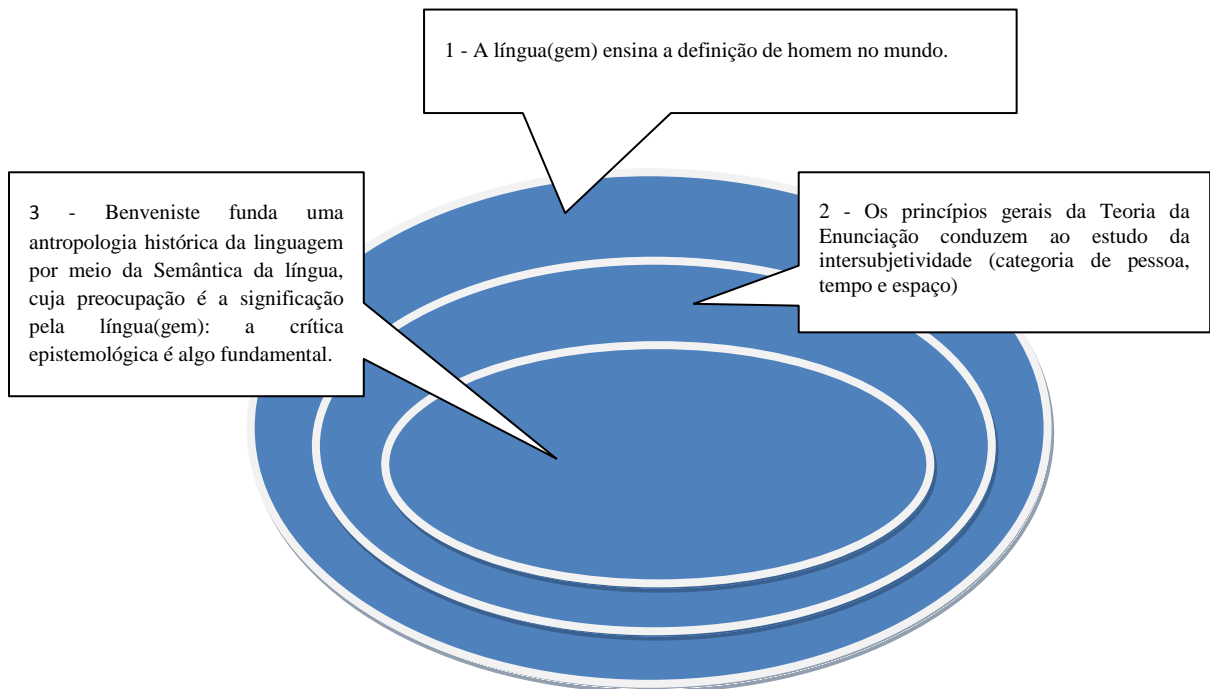 1 - A língua(gem) ensina a definição de homem no mundo.
2 - Os princípios gerais da Teoria da
Enunciação conduzem ao estudo da
intersubjetividade (categoria de pessoa,
tempo e espaço)
3 - Benveniste funda uma
antropologia histórica da linguagem
por meio da Semântica da língua,
cuja preocupação é a significação
pela língua(gem): a crítica
epistemológica é algo fundamental.